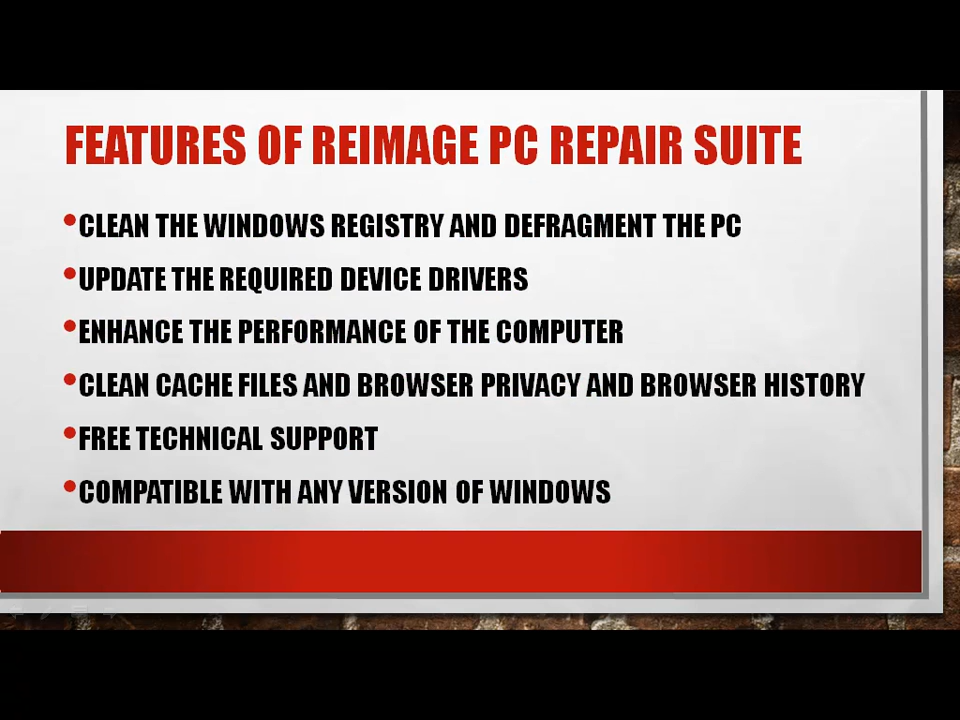 FEATURES OF REIMAGE PC REPAIR SUITE
•CLEAN THE WINDOWS REGISTRY AND DEFRAGMENT THE PC
•UPDATE THE REQUIRED DEVICE DRIVERS
•ENHANCE THE PERFORMANCE OF THE COMPUTER
•CLEAN CACHE FILES AND BROWSER PRIVACY AND BROWSER HISTORY
•FREE TECHNICAL SUPPORT
•COMPATIBLE WITH ANY VERSION OF WINDOWS